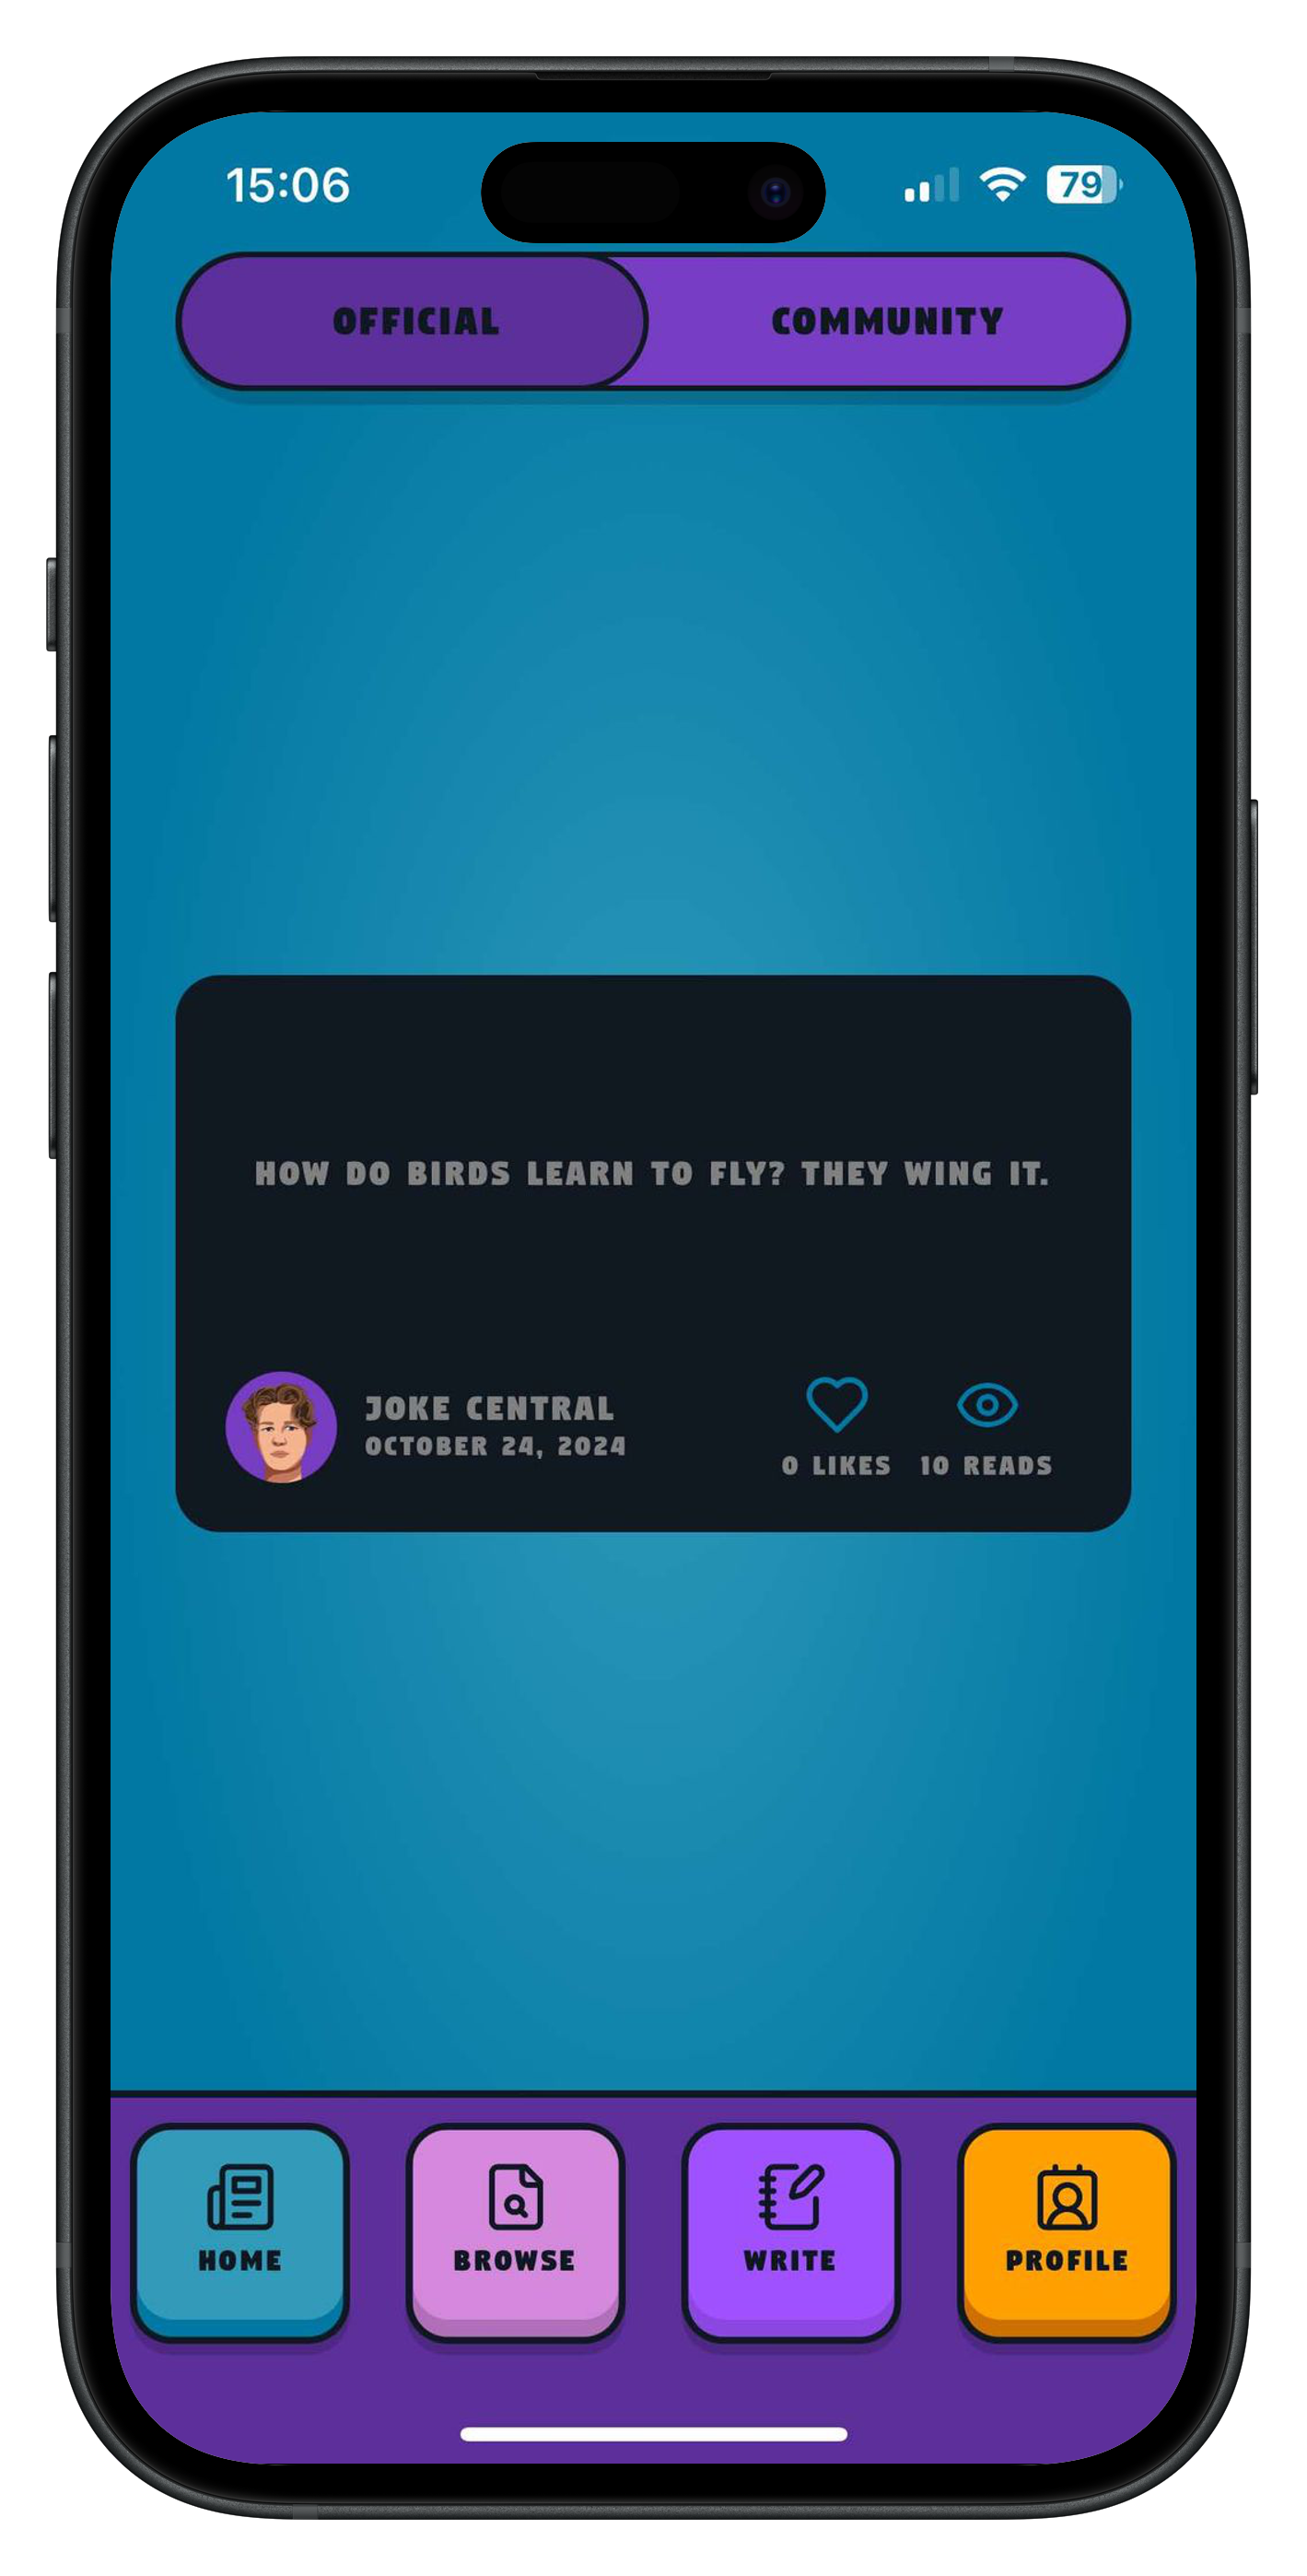 15:06
79
OFFICIAL
COMMUNITY
HOW DO BIRDS LEARN TO FLY? THEY WING IT.
JOKE CENTRAL
OCTOBER 24, 2024
0 LIKES
10 READS
HOME
BROWSE
WRITE
PROFILE